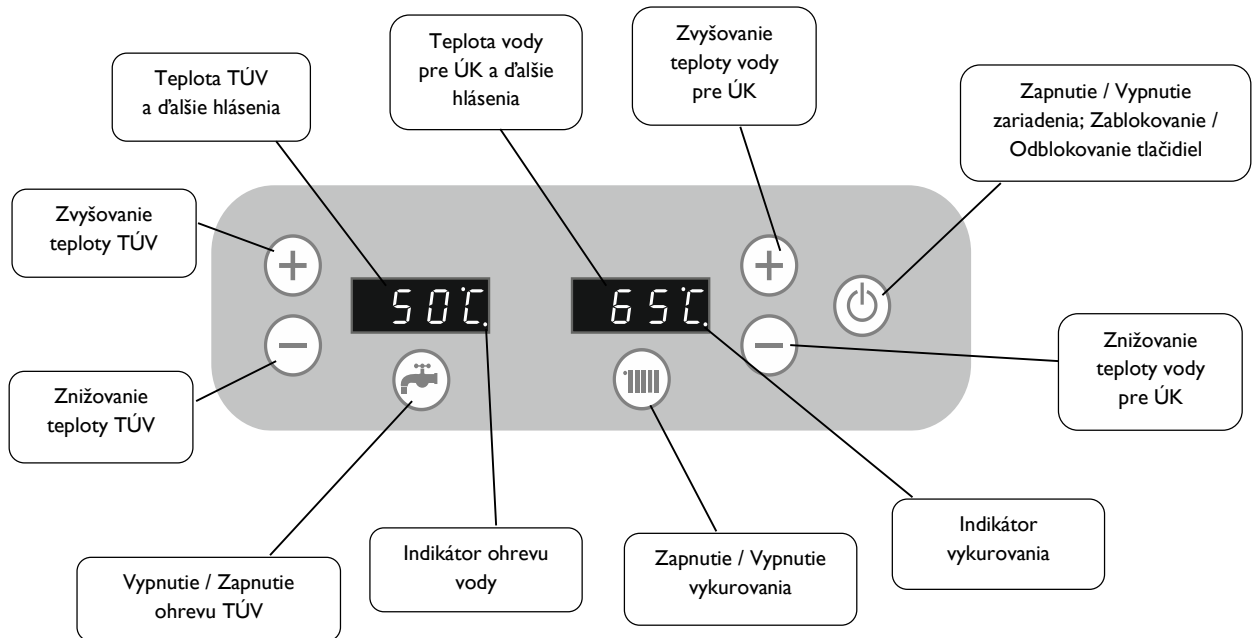 Teplota vody
pre ÚK a ďalšie
hlásenia
Zvyšovanie
teploty vody
pre ÚK
Teplota TÚV
a ďalšie hlásenia
Zapnutie / Vypnutie
zariadenia; Zablokovanie /
Odblokovanie tlačidiel
Zvyšovanie
teploty TÚV
50°C.
65°C.
Znižovanie
teploty TÚV
Znižovanie
teploty vody
pre ÚK
Vypnutie / Zapnutie
ohrevu TÚV
Indikátor ohrevu
vody
Zapnutie / Vypnutie
vykurovania
Indikátor
vykurovania